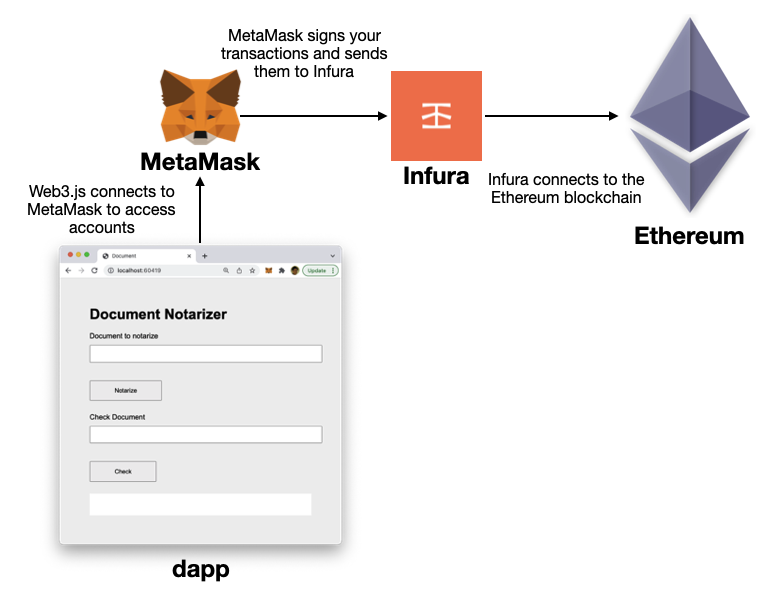 MetaMask signs your
transactions and sends
them to Infura
MetaMask
Infura
Infura connects to the
Ethereum blockchain
Ethereum
Web3.js connects to
MetaMask to access
accounts
Document
localhost:60419
Update
Document Notarizer
Document to notarize
Notarize
Check Document
Check
dapp